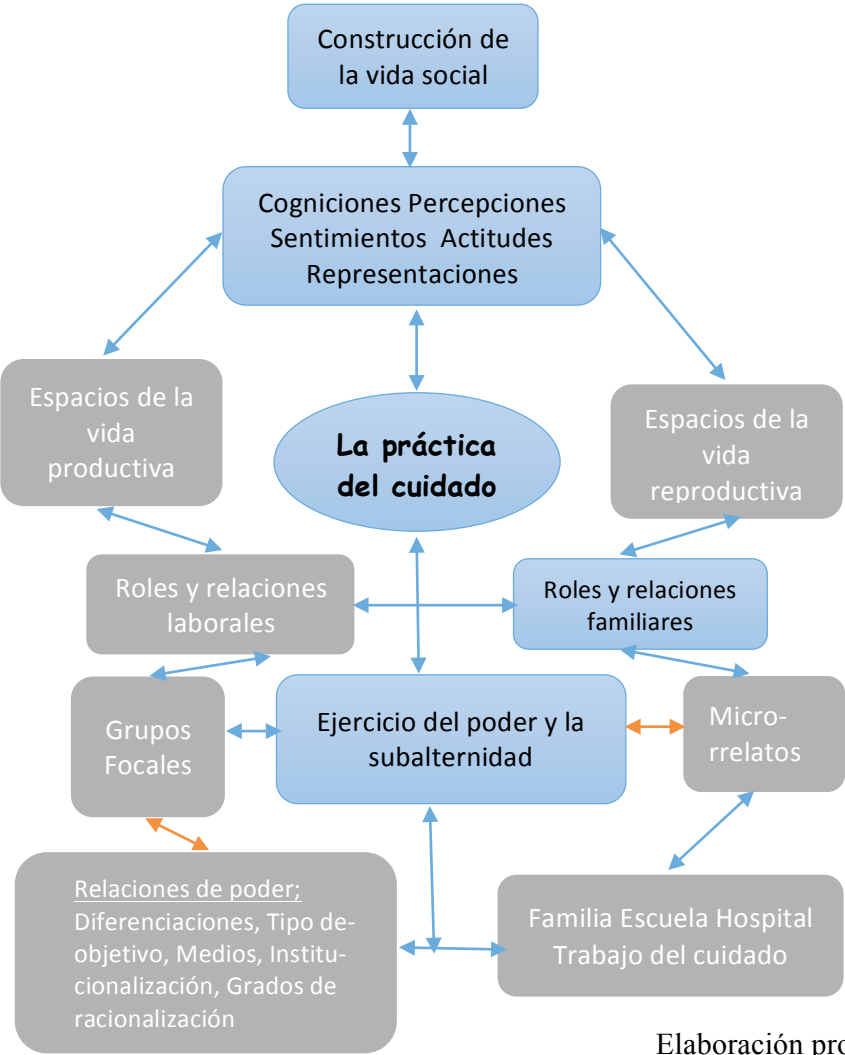 Construcción de
la vida social
Cogniciones Percepciones
Sentimientos  Actitudes
Representaciones
Espacios de la
vida
productiva
La práctica
del cuidado
Espacios de la
vida
reproductiva
Roles y relaciones
laborales
Roles y relaciones
familiares
Grupos
Focales
Ejercicio del poder y la
subalternidad
Micro-
rrelatos
Relaciones de poder;
Diferenciaciones, Tipo de-
objetivo, Medios, Institu-
cionalización, Grados de
racionalización
Familia Escuela Hospital
Trabajo del cuidado
Elaboración pro